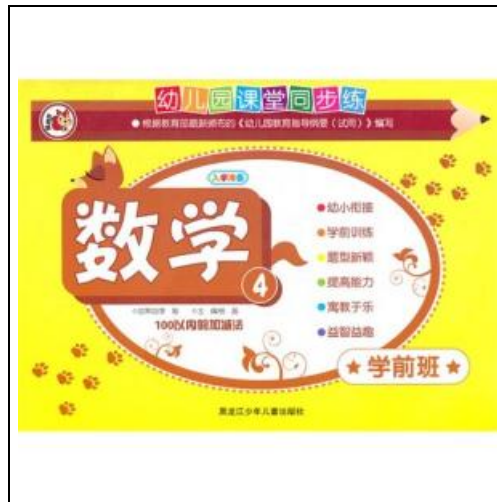 幼儿园课堂同步练
●根据教育部最新颁布的《幼儿园教育指导纲要（试行）》编写
入学准备
数学
4
100以内的加减法
●幼小衔接
●学前训练
●题型新颖
●提高能力
●寓教于乐
●益智益趣
★学前班★
黑龙江少年儿童出版社